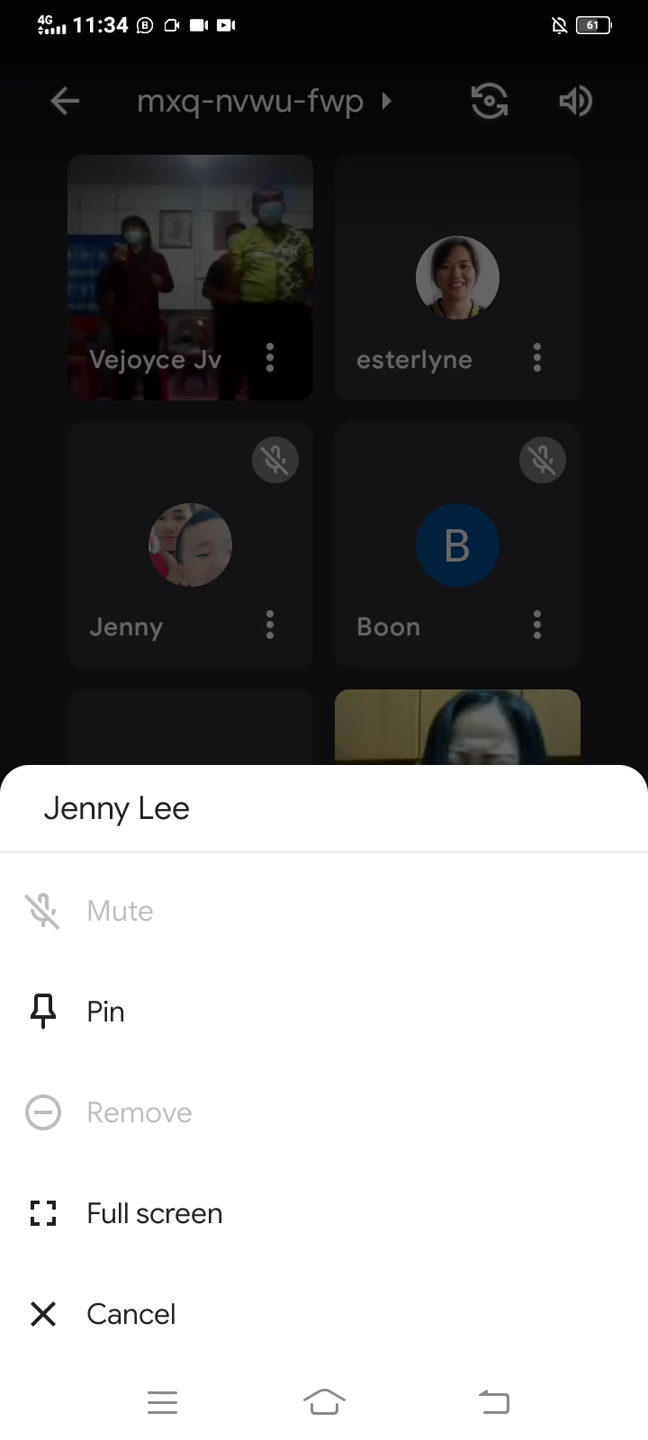 4G 11:34 B 61
mxq-nvwu-fwp
Vejoyce Jv
esterlyne
Jenny
B
Boon
Jenny Lee
Mute
Pin
Remove
Full screen
Cancel